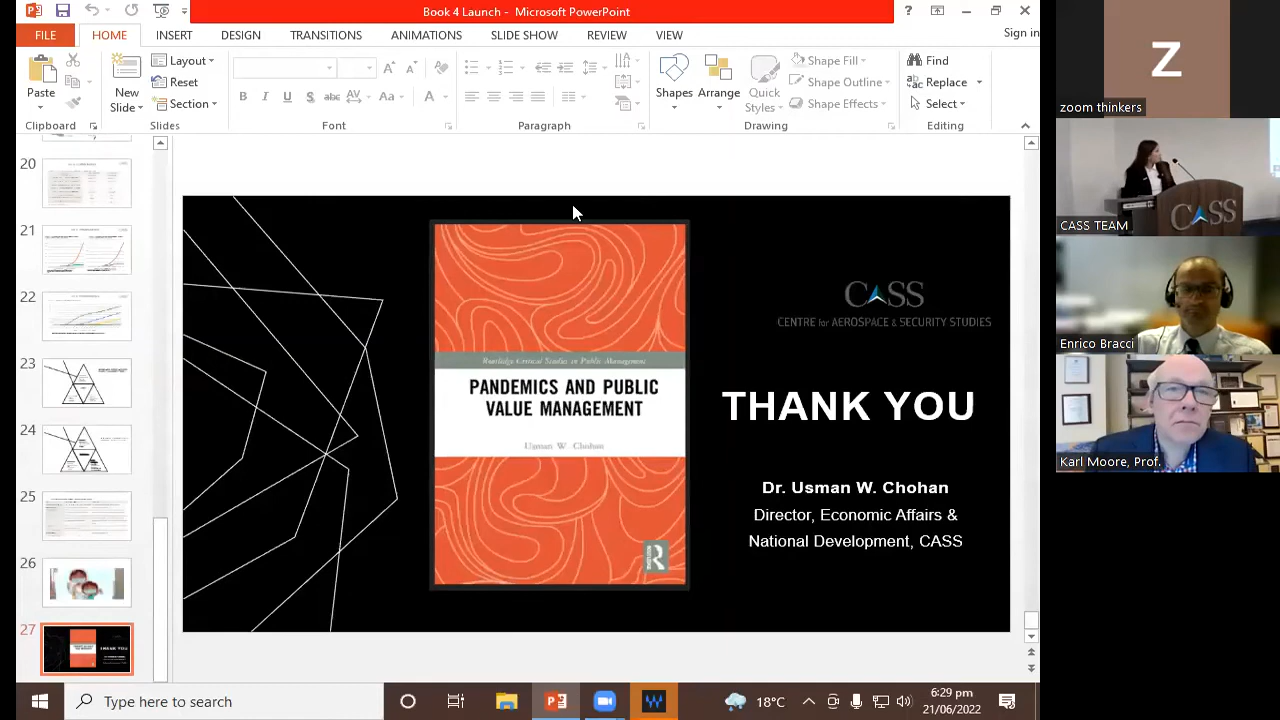 Book 4 Launch - Microsoft PowerPoint
FILE
HOME
INSERT
DESIGN
TRANSITIONS
ANIMATIONS
SLIDE SHOW
REVIEW
VIEW
Sign in
Paste
New
Slide
Layout
Reset
Section
B I U S abc AV Aa A
Shapes
Arrange
Quick
Styles
Shape Fill
Shape Outline
Shape Effects
Find
Replace
Select
Clipboard
Slides
Font
Paragraph
Drawing
Editing
20
21
22
23
24
25
26
27
Routledge Critical Studies in Public Management
PANDEMICS AND PUBLIC
VALUE MANAGEMENT
Usman W. Chohan
R
CASS
CENTRE for AEROSPACE & SECURITY STUDIES
THANK YOU
Dr. Usman W. Chohan
Director, Economic Affairs &
National Development, CASS
Z
zoom thinkers
CASS
CASS TEAM
Enrico Bracci
Karl Moore, Prof.
Type here to search
18°C
6:29 pm
21/06/2022